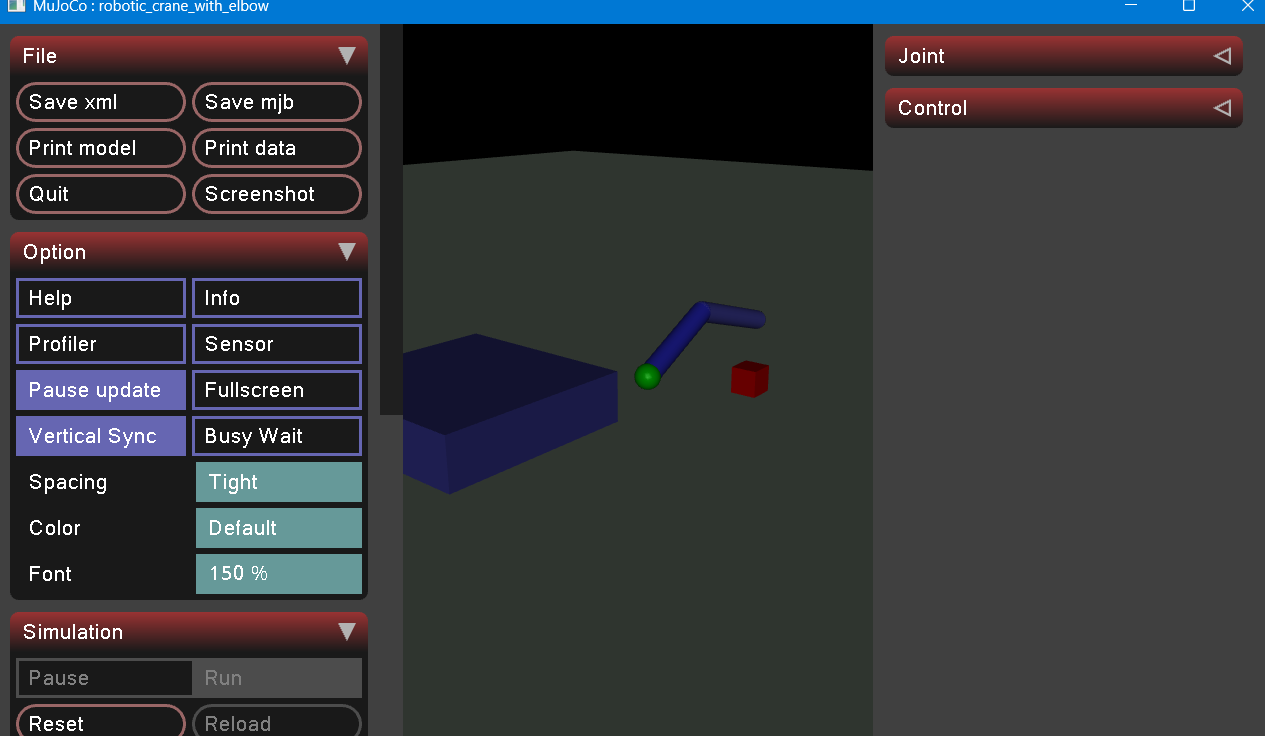 MuJoCo : robotic_crane_with_elbow
File
Save xml Save mjb
Print model Print data
Quit Screenshot
Option
Help Info
Profiler Sensor
Pause update Fullscreen
Vertical Sync Busy Wait
Spacing Tight
Color Default
Font 150 %
Simulation
Pause Run
Reset Reload
Joint
Control